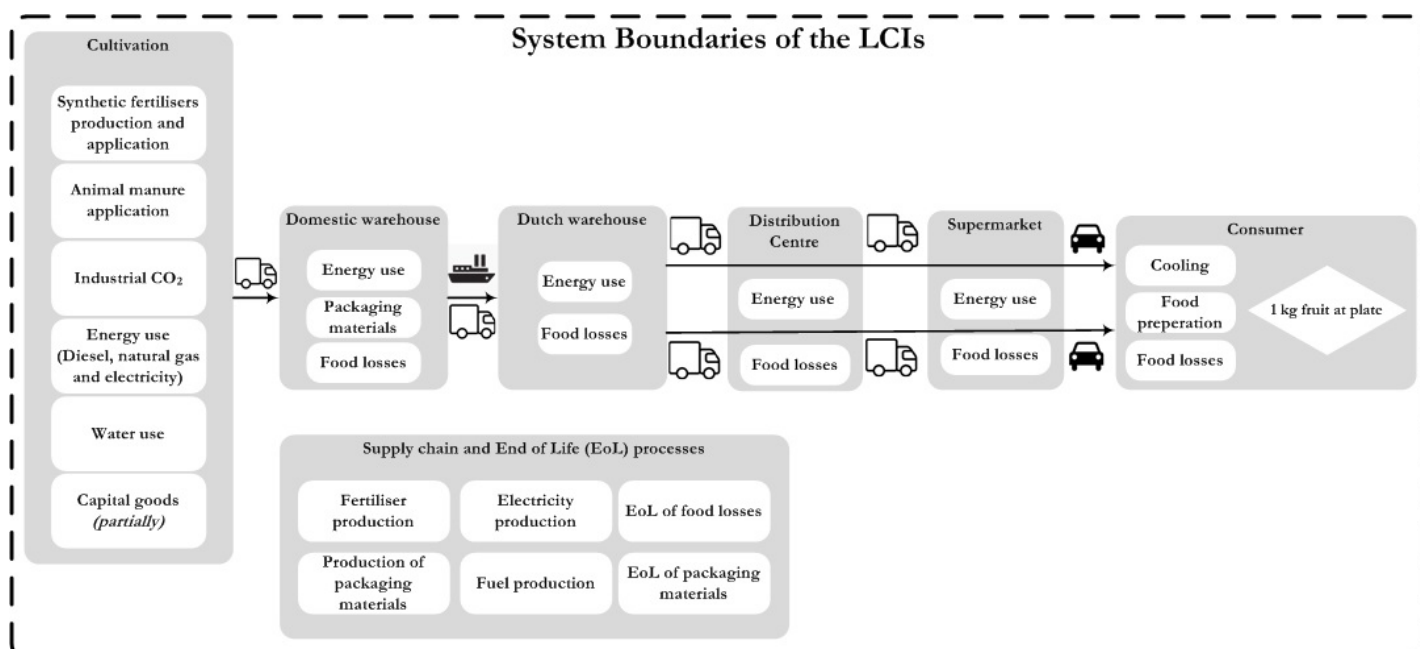 System Boundaries of the LCIs
Cultivation
Synthetic fertilisers
production and
application
Animal manure
application
Industrial CO₂
Energy use
(Diesel, natural gas
and electricity)
Water use
Capital goods
(partially)
Domestic warehouse
Energy use
Packaging
materials
Food losses
Dutch warehouse
Energy use
Food losses
Distribution
Centre
Energy use
Food losses
Supermarket
Energy use
Food losses
Consumer
Cooling
Food
preparation
Food losses
1 kg fruit at plate
Supply chain and End of Life (EoL) processes
Fertiliser
production
Electricity
production
EoL of food losses
Production of
packaging
materials
Fuel production
EoL of packaging
materials